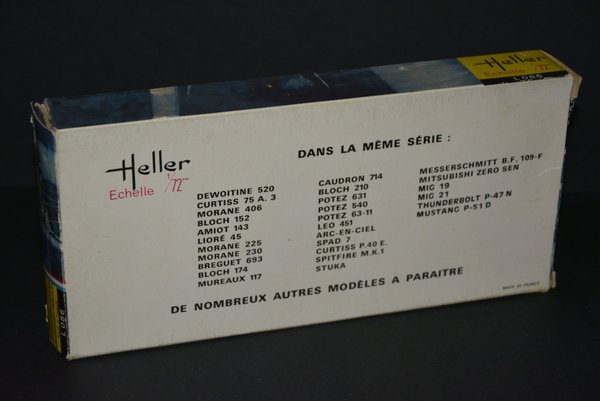 Heller
Echelle 1/72
L 086
DANS LA MÊME SÉRIE :
Heller
Echelle 1/72
DEWOITINE 520
CURTISS 75 A. 3
MORANE 406
BLOCH 152
AMIOT 143
LIORÉ 45
MORANE 225
MORANE 230
BREGUET 693
BLOCH 174
MUREAUX 117
CAUDRON 714
BLOCH 210
POTEZ 631
POTEZ 540
POTEZ 63-11
LEO 451
ARC-EN-CIEL
SPAD 7
CURTISS P.40 E.
SPITFIRE M.K.1
STUKA
MESSERSCHMITT B.F. 109-F
MITSUBISHI ZERO SEN
MIG 19
MIG 21
THUNDERBOLT P-47 N
MUSTANG P-51 D
DE NOMBREUX AUTRES MODÈLES A PARAITRE
MADE IN FRANCE
L 086